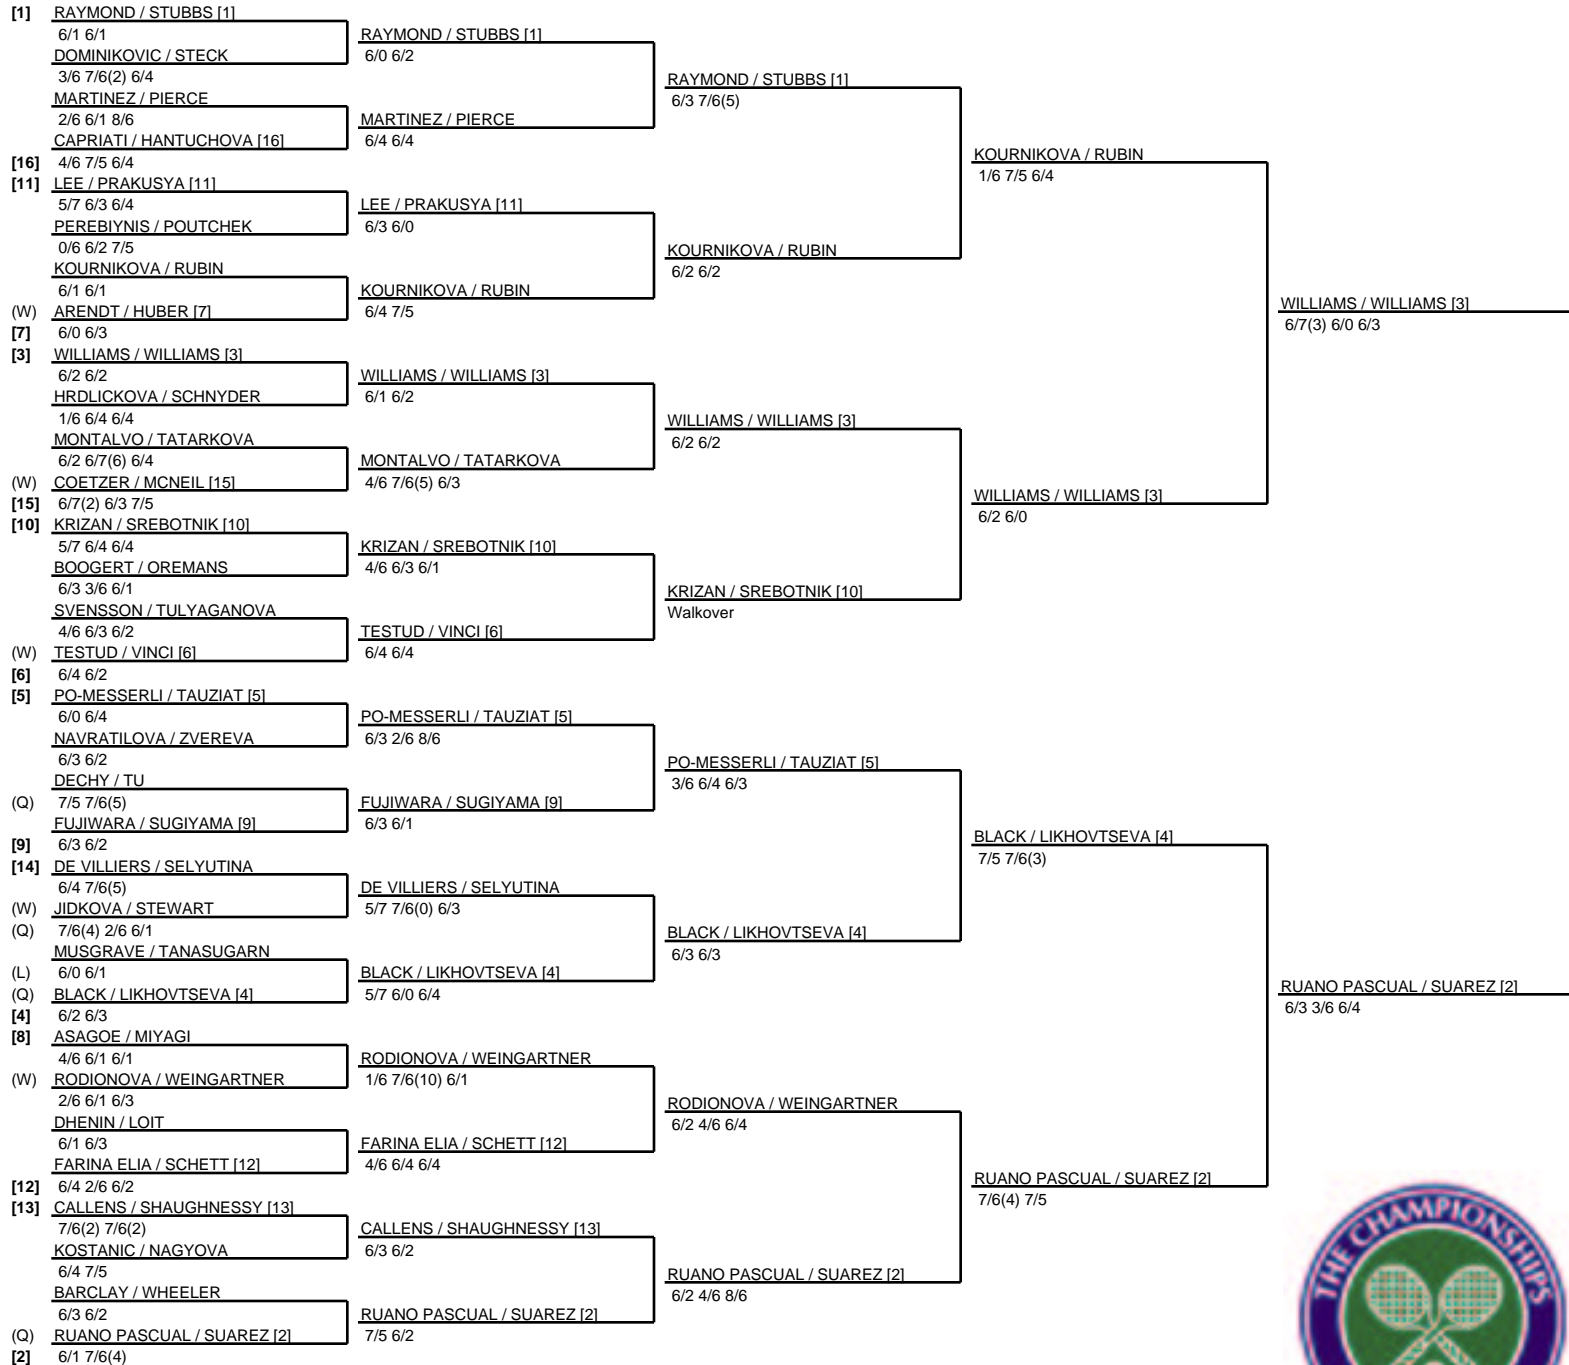 [1] RAYMOND / STUBBS [1]
6/1 6/1
DOMINIKOVIC / STECK
3/6 7/6(2) 6/4
MARTINEZ / PIERCE
2/6 6/1 8/6
CAPRIATI / HANTUCHOVA [16]
[16] 4/6 7/5 6/4
[11] LEE / PRAKUSYA [11]
5/7 6/3 6/4
PEREBIYNIS / POUTCHEK
0/6 6/2 7/5
KOURNIKOVA / RUBIN
6/1 6/1
(W) ARENDT / HUBER [7]
[7] 6/0 6/3
[3] WILLIAMS / WILLIAMS [3]
6/2 6/2
HRDLICKOVA / SCHNYDER
1/6 6/4 6/4
MONTALVO / TATARKOVA
6/2 6/7(6) 6/4
(W) COETZER / MCNEIL [15]
[15] 6/7(2) 6/3 7/5
[10] KRIZAN / SREBOTNIK [10]
5/7 6/4 6/4
BOOGERT / OREMANS
6/3 3/6 6/1
SVENSSON / TULYAGANOVA
4/6 6/3 6/2
(W) TESTUD / VINCI [6]
[6] 6/4 6/2
[5] PO-MESSERLI / TAUZIAT [5]
6/0 6/4
NAVRATILOVA / ZVEREVA
6/3 6/2
DECHY / TU
(Q) 7/5 7/6(5)
FUJIWARA / SUGIYAMA [9]
[9] 6/3 6/2
[14] DE VILLIERS / SELYUTINA
6/4 7/6(5)
(W) JIDKOVA / STEWART
(Q) 7/6(4) 2/6 6/1
MUSGRAVE / TANASUGARN
(L) 6/0 6/1
(Q) BLACK / LIKHOVTSEVA [4]
[4] 6/2 6/3
[8] ASAGOE / MIYAGI
4/6 6/1 6/1
(W) RODIONOVA / WEINGARTNER
2/6 6/1 6/3
DHENIN / LOIT
6/1 6/3
FARINA ELIA / SCHETT [12]
[12] 6/4 2/6 6/2
[13] CALLENS / SHAUGHNESSY [13]
7/6(2) 7/6(2)
KOSTANIC / NAGYOVA
6/4 7/5
BARCLAY / WHEELER
6/3 6/2
(Q) RUANO PASCUAL / SUAREZ [2]
[2] 6/1 7/6(4)
RAYMOND / STUBBS [1]
6/0 6/2
MARTINEZ / PIERCE
6/4 6/4
LEE / PRAKUSYA [11]
6/3 6/0
KOURNIKOVA / RUBIN
6/4 7/5
WILLIAMS / WILLIAMS [3]
6/1 6/2
MONTALVO / TATARKOVA
4/6 7/6(5) 6/3
KRIZAN / SREBOTNIK [10]
4/6 6/3 6/1
TESTUD / VINCI [6]
6/4 6/4
PO-MESSERLI / TAUZIAT [5]
6/3 2/6 8/6
FUJIWARA / SUGIYAMA [9]
6/3 6/1
DE VILLIERS / SELYUTINA
5/7 7/6(0) 6/3
BLACK / LIKHOVTSEVA [4]
5/7 6/0 6/4
RODIONOVA / WEINGARTNER
1/6 7/6(10) 6/1
FARINA ELIA / SCHETT [12]
4/6 6/4 6/4
CALLENS / SHAUGHNESSY [13]
6/3 6/2
RUANO PASCUAL / SUAREZ [2]
7/5 6/2
RAYMOND / STUBBS [1]
6/3 7/6(5)
KOURNIKOVA / RUBIN
6/2 6/2
WILLIAMS / WILLIAMS [3]
6/2 6/2
KRIZAN / SREBOTNIK [10]
Walkover
PO-MESSERLI / TAUZIAT [5]
3/6 6/4 6/3
BLACK / LIKHOVTSEVA [4]
6/3 6/3
RODIONOVA / WEINGARTNER
6/2 4/6 6/4
RUANO PASCUAL / SUAREZ [2]
6/2 4/6 8/6
KOURNIKOVA / RUBIN
1/6 7/5 6/4
WILLIAMS / WILLIAMS [3]
6/2 6/0
BLACK / LIKHOVTSEVA [4]
7/5 7/6(3)
RUANO PASCUAL / SUAREZ [2]
7/6(4) 7/5
WILLIAMS / WILLIAMS [3]
6/7(3) 6/0 6/3
RUANO PASCUAL / SUAREZ [2]
6/3 3/6 6/4
THE CHAMPIONSHIPS